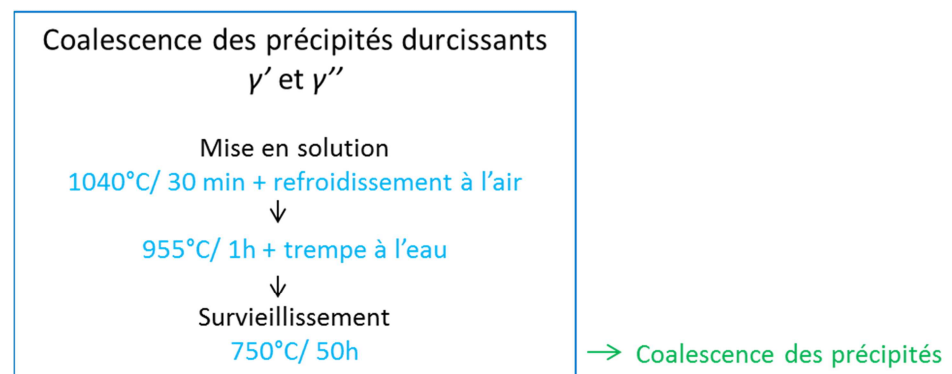 Coalescence des précipités durcissants
γ’ et γ’’
Mise en solution
1040°C/ 30 min + refroidissement à l’air
↓
955°C/ 1h + trempe à l’eau
↓
Survieillissement
750°C/ 50h
→ Coalescence des précipités